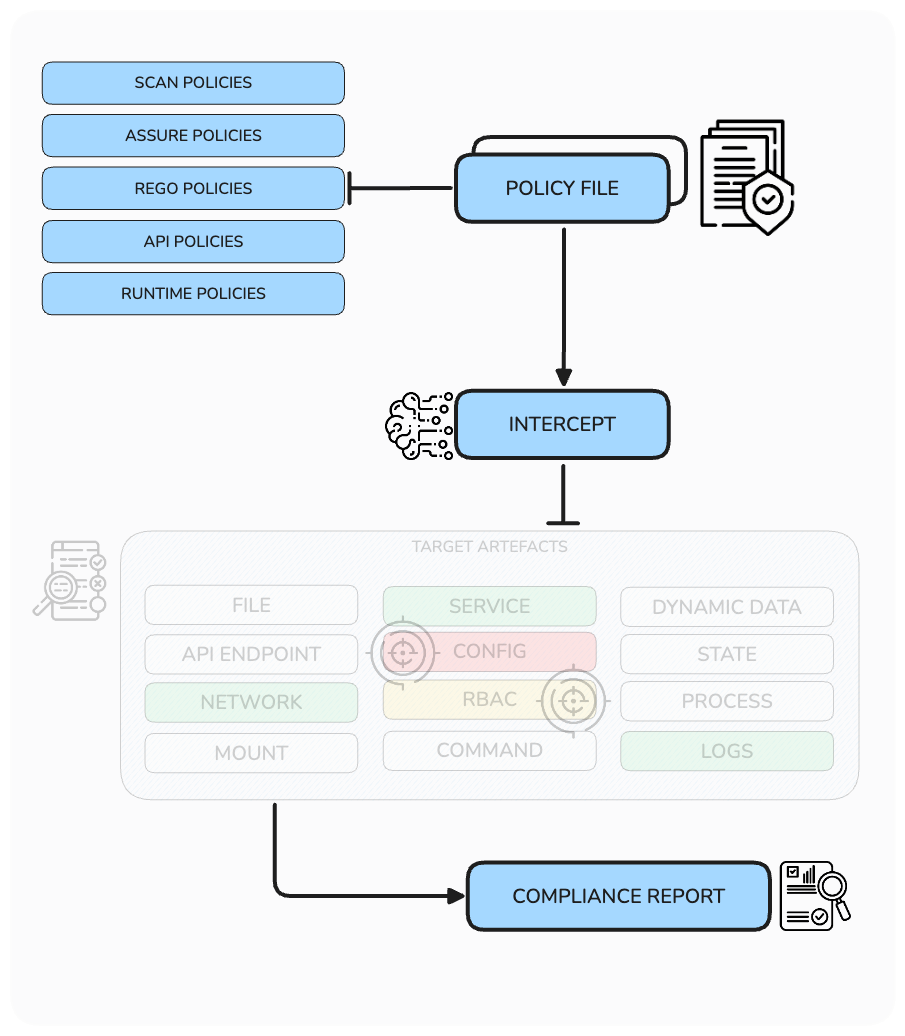 SCAN POLICIES
ASSURE POLICIES
REGO POLICIES
API POLICIES
RUNTIME POLICIES
POLICY FILE
INTERCEPT
TARGET ARTEFACTS
FILE
SERVICE
DYNAMIC DATA
API ENDPOINT
CONFIG
STATE
NETWORK
RBAC
PROCESS
MOUNT
COMMAND
LOGS
COMPLIANCE REPORT